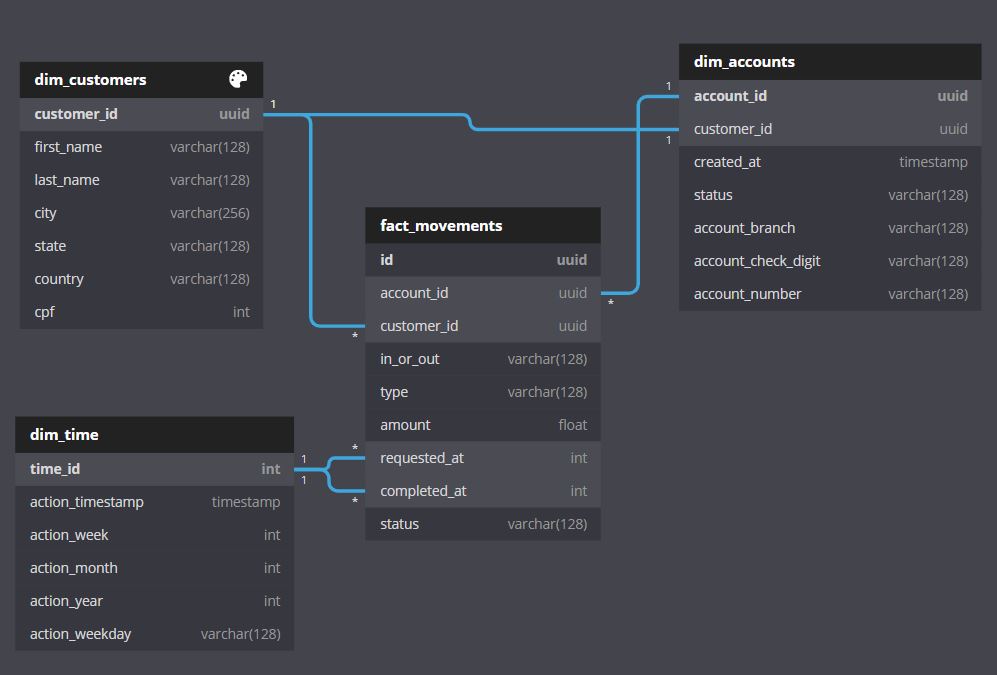 dim_customers
customer_id uuid
first_name varchar(128)
last_name varchar(128)
city varchar(256)
state varchar(128)
country varchar(128)
cpf int
1
dim_accounts
account_id uuid
customer_id uuid
created_at timestamp
status varchar(128)
account_branch varchar(128)
account_check_digit varchar(128)
account_number varchar(128)
1
1
fact_movements
id uuid
account_id uuid
customer_id uuid
in_or_out varchar(128)
type varchar(128)
amount float
requested_at int
completed_at int
status varchar(128)
*
*
*
*
dim_time
time_id int
action_timestamp timestamp
action_week int
action_month int
action_year int
action_weekday varchar(128)
1
1